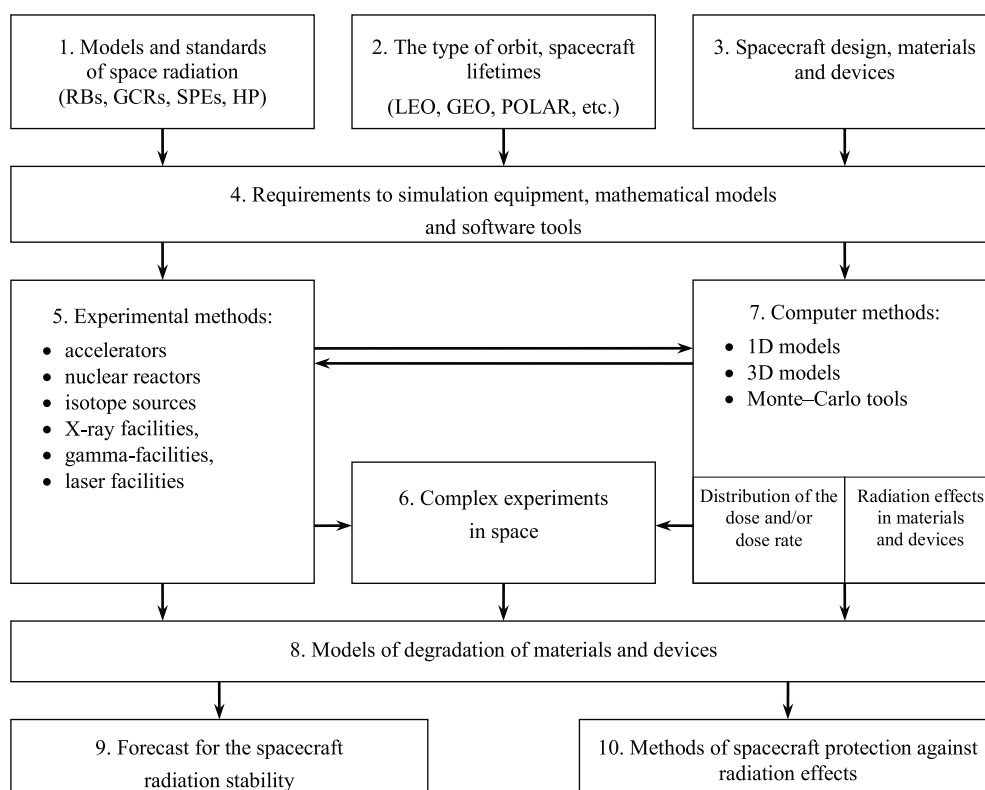 1. Models and standards
of space radiation
(RBs, GCRs, SPEs, HP)
2. The type of orbit, spacecraft
lifetimes
(LEO, GEO, POLAR, etc.)
3. Spacecraft design, materials
and devices
4. Requirements to simulation equipment, mathematical models
and software tools
5. Experimental methods:
• accelerators
• nuclear reactors
• isotope sources
• X-ray facilities,
• gamma-facilities,
• laser facilities
7. Computer methods:
• 1D models
• 3D models
• Monte–Carlo tools
6. Complex experiments
in space
Distribution of the
dose and/or
dose rate
Radiation effects
in materials
and devices
8. Models of degradation of materials and devices
9. Forecast for the spacecraft
radiation stability
10. Methods of spacecraft protection against
radiation effects